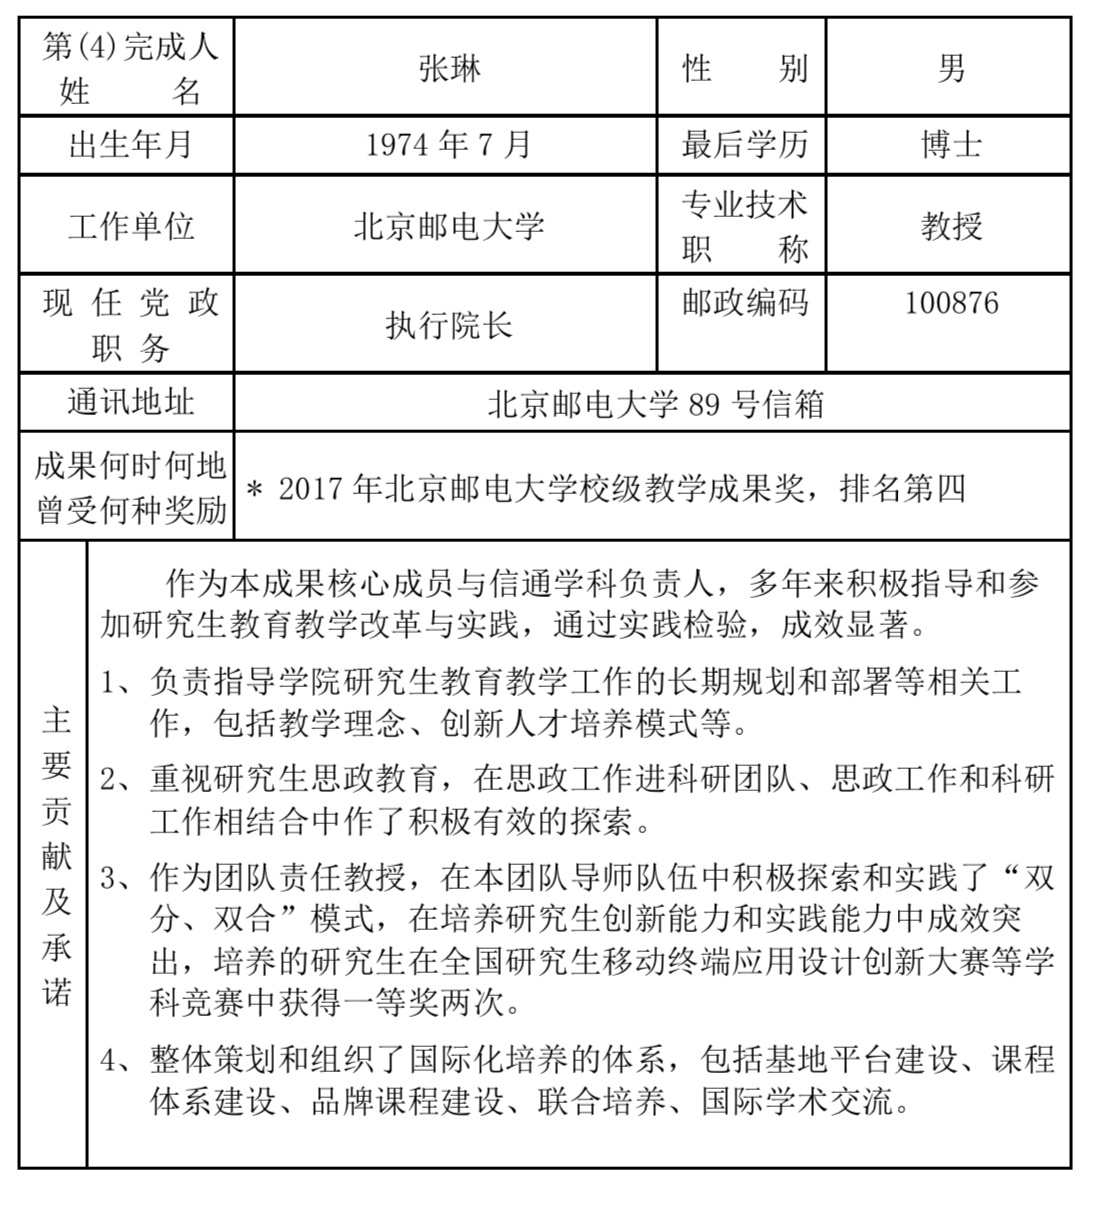 第(4)完成人
姓 名
张琳
性 别
男
出生年月
1974 年 7 月
最后学历
博士
工作单位
北京邮电大学
专业技术
职 称
教授
现 任 党 政
职 务
执行院长
邮政编码
100876
通讯地址
北京邮电大学 89 号信箱
成果何时何地
曾受何种奖励
* 2017 年北京邮电大学校级教学成果奖，排名第四
主
要
贡
献
及
承
诺
作为本成果核心成员与信通学科负责人，多年来积极指导和参
加研究生教育教学改革与实践，通过实践检验，成效显著。
1、负责指导学院研究生教育教学工作的长期规划和部署等相关工
作，包括教学理念、创新人才培养模式等。
2、重视研究生思政教育，在思政工作进科研团队、思政工作和科研
工作相结合中作了积极有效的探索。
3、作为团队责任教授，在本团队导师队伍中积极探索和实践了“双
分、双合”模式，在培养研究生创新能力和实践能力中成效突
出，培养的研究生在全国研究生移动终端应用设计创新大赛等学
科竞赛中获得一等奖两次。
4、整体策划和组织了国际化培养的体系，包括基地平台建设、课程
体系建设、品牌课程建设、联合培养、国际学术交流。